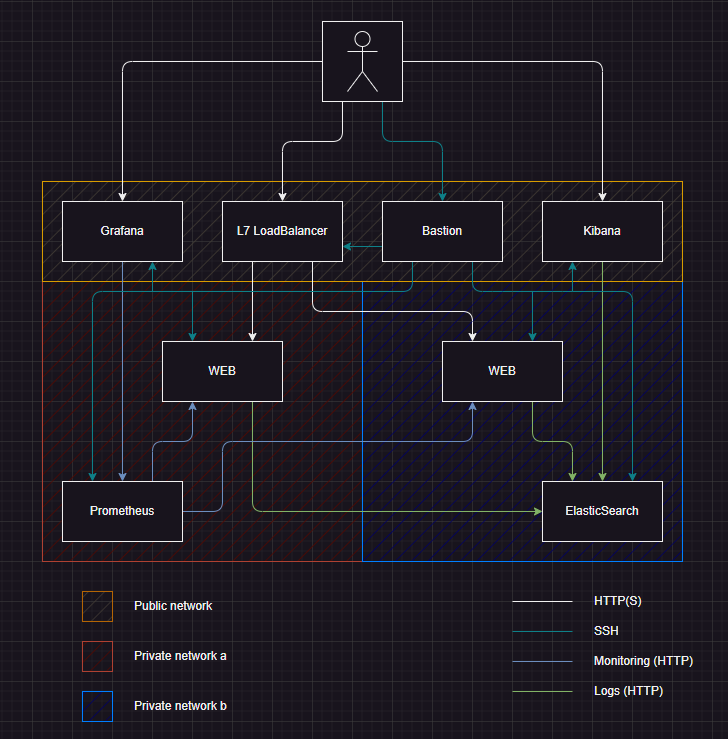 Grafana
L7 LoadBalancer
Bastion
Kibana
WEB
WEB
Prometheus
ElasticSearch
Public network
Private network a
Private network b
HTTP(S)
SSH
Monitoring (HTTP)
Logs (HTTP)